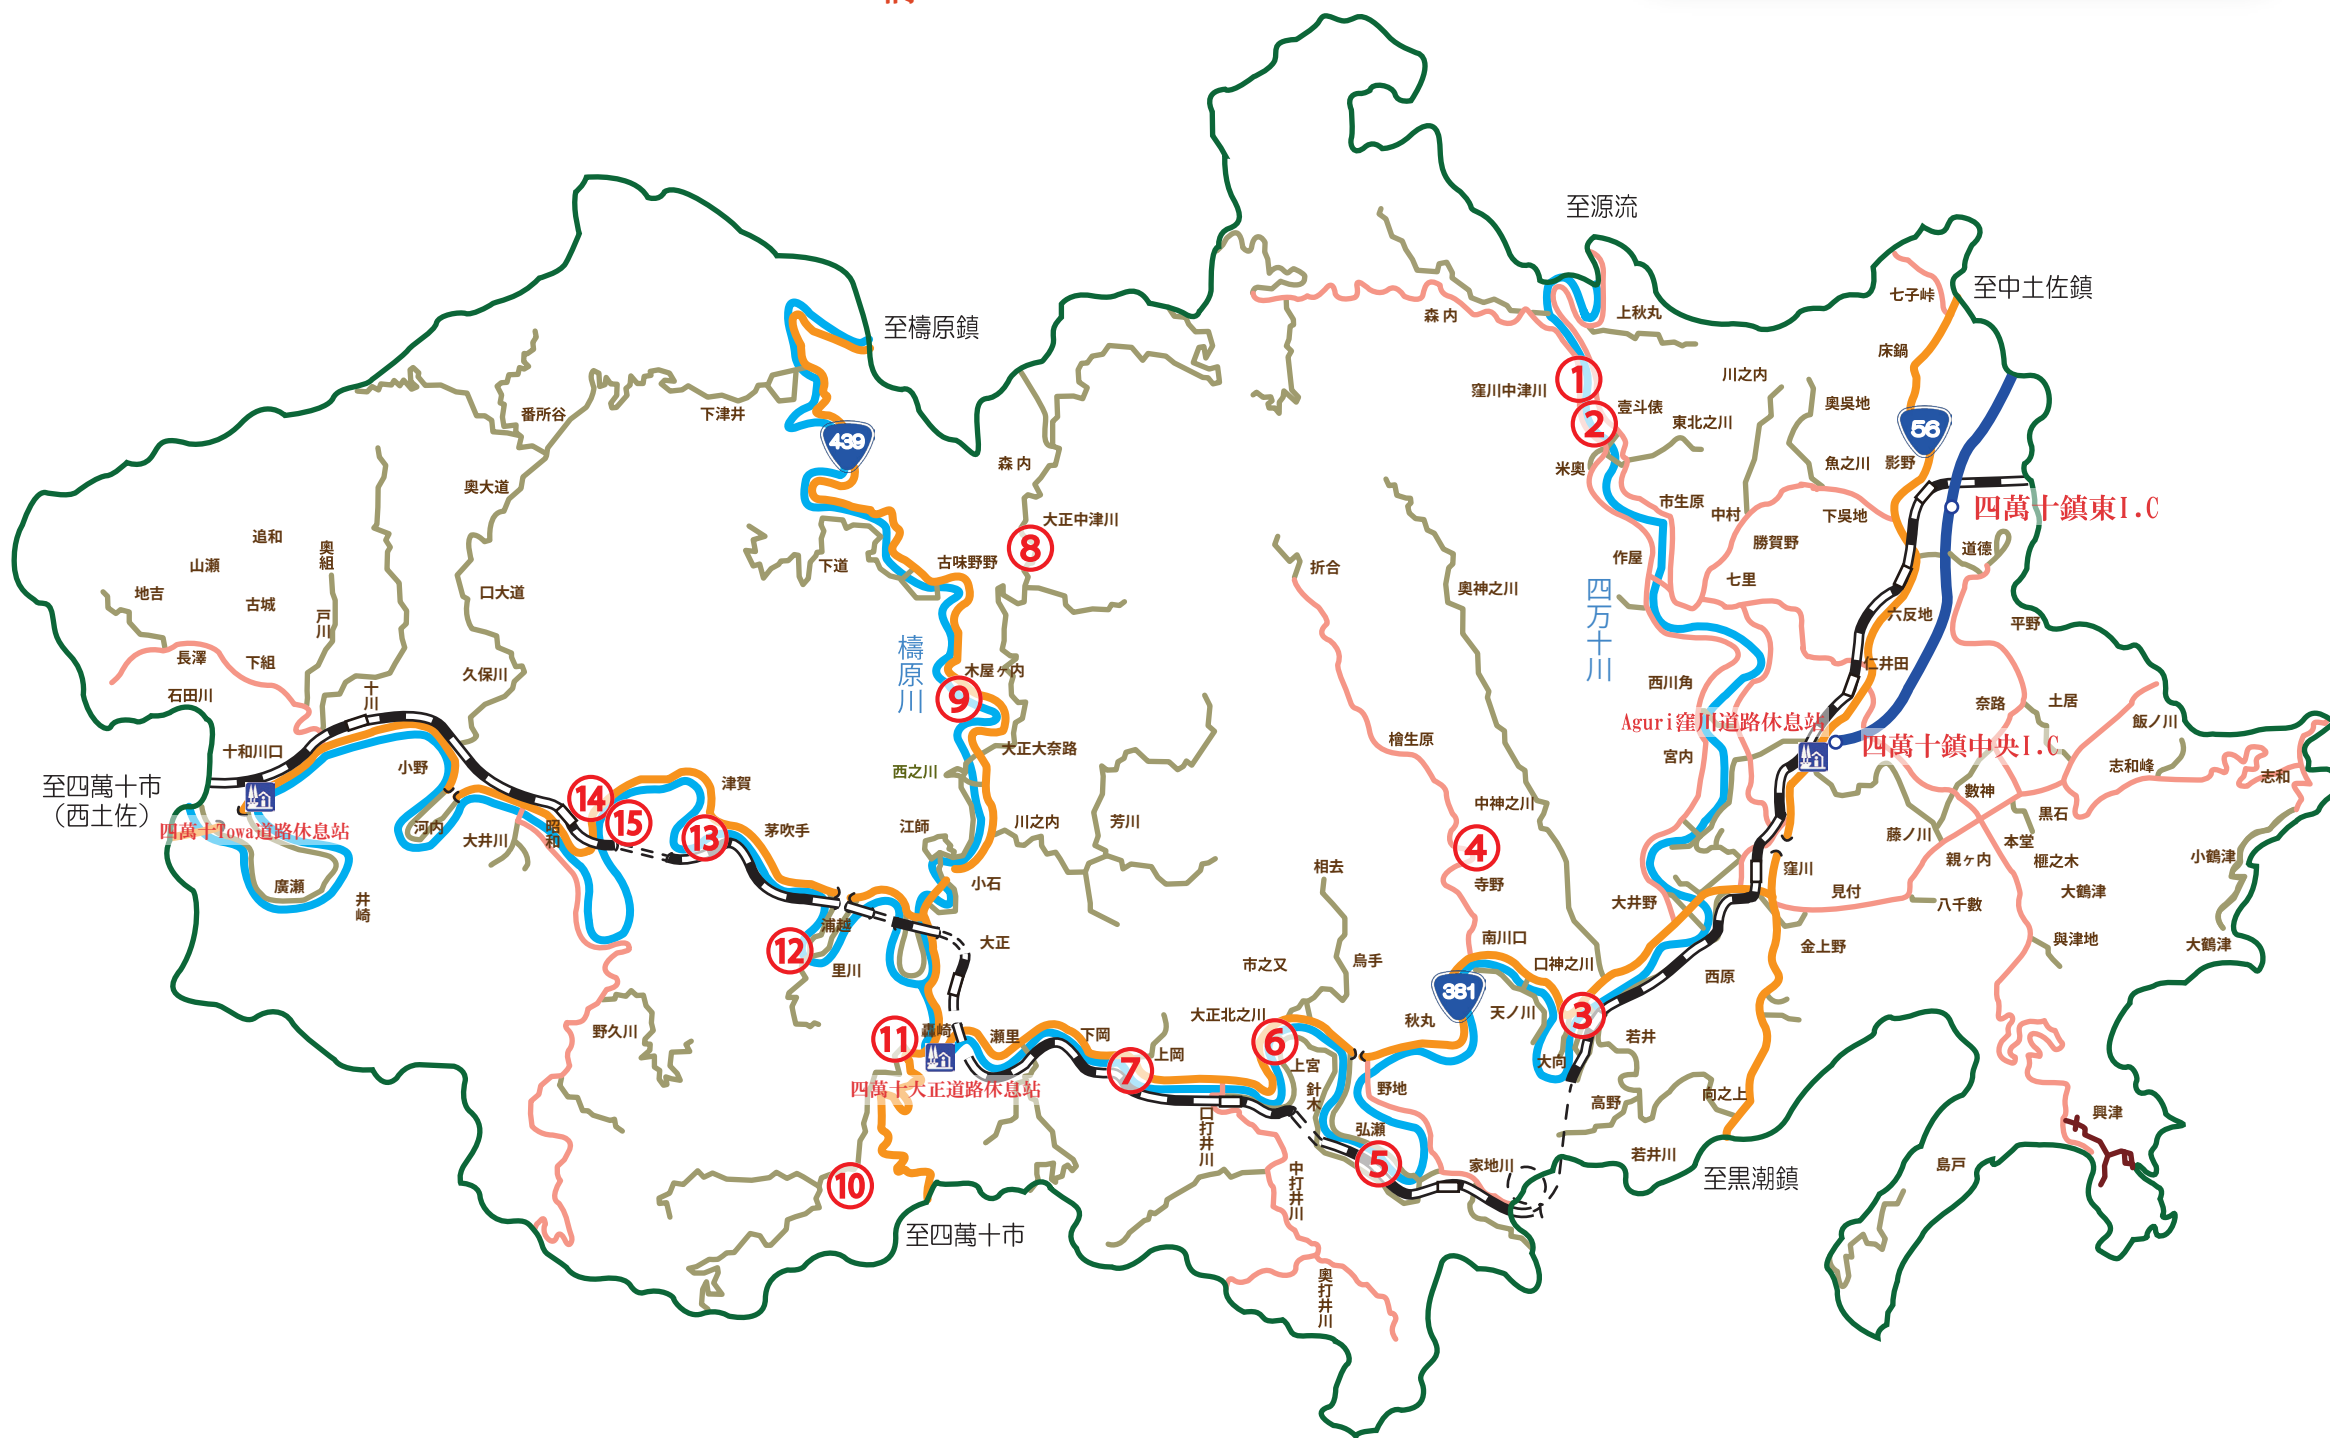 至源流
至中土佐鎮
至檮原鎮
至四萬十市
（西土佐）
至四萬十市
至黒潮鎮
四萬十鎮東I.C
四萬十鎮中央I.C
Aguri窪川道路休息站
四萬十Towa道路休息站
四萬十大正道路休息站
四万十川
檮原川
439
381
56
1
2
3
4
5
6
7
8
9
10
11
12
13
14
15
七子峠
上秋丸
森 内
床鍋
川之内
窪川中津川
壹斗俵
奧吳地
東北之川
米奥
魚之川
影野
市生原
中村
下吳地
勝賀野
道德
作屋
七里
六反地
平野
仁井田
西川角
奈路
土居
飯ノ川
宮内
志和峰
志和
數神
黒石
藤ノ川
本堂
親ヶ内
榧之木
小鶴津
大鶴津
窪川
見付
八千數
大井野
金上野
與津地
大鶴津
西原
興津
島戸
番所谷
下津井
森 内
奥大道
大正中津川
追和
奥組
山瀬
下道
古味野野
地吉
古城
口大道
戸川
長澤
下組
久保川
木屋ヶ内
石田川
十川
十和川口
小野
大正大奈路
西之川
津賀
茅吹手
江師
川之内
芳川
河内
大井川
昭和
廣瀬
井崎
小石
浦越
里川
大正
野久川
轟崎
瀬里
下岡
上岡
折合
奥神之川
檜生原
中神之川
相去
寺野
南川口
市之又
烏手
口神之川
大正北之川
天ノ川
秋丸
若井
上宮
大向
針木
野地
高野
向之上
弘瀬
口打井川
家地川
若井川
中打井川
奥打井川